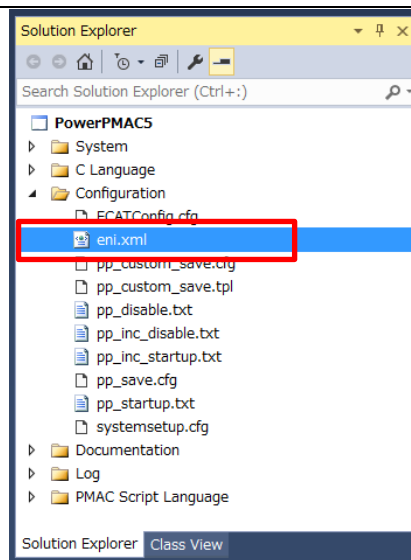 Solution Explorer
Search Solution Explorer (Ctrl+:)
PowerPMAC5
System
C Language
Configuration
ECATConfig.cfg
eni.xml
pp_custom_save.cfg
pp_custom_save.tpl
pp_disable.txt
pp_inc_disable.txt
pp_inc_startup.txt
pp_save.cfg
pp_startup.txt
systemsetup.cfg
Documentation
Log
PMAC Script Language
Solution Explorer Class View